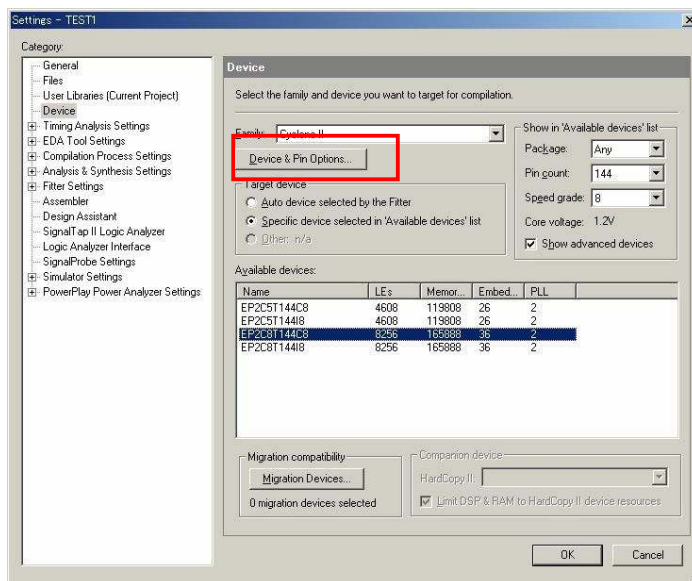 Settings - TEST1
Category:
General
Files
User Libraries (Current Project)
Device
Timing Analysis Settings
EDA Tool Settings
Compilation Process Settings
Analysis & Synthesis Settings
Fitter Settings
Assembler
Design Assistant
SignalTap II Logic Analyzer
Logic Analyzer Interface
SignalProbe Settings
Simulator Settings
PowerPlay Power Analyzer Settings
Device
Select the family and device you want to target for compilation.
Family: Cyclone II
Device & Pin Options...
Target device
Auto device selected by the Fitter
Specific device selected in 'Available devices' list
Other: n/a
Show in 'Available devices' list
Package: Any
Pin count: 144
Speed grade: 8
Core voltage: 1.2V
Show advanced devices
Available devices:
Name LEs Memor... Embed... PLL
EP2C5T144C8 4608 119808 26 2
EP2C5T144I8 4608 119808 26 2
EP2C8T144C8 8256 165888 36 2
EP2C8T144I8 8256 165888 36 2
Migration compatibility
Migration Devices...
0 migration devices selected
Companion device
HardCopy II:
Limit DSP & RAM to HardCopy II device resources
OK Cancel